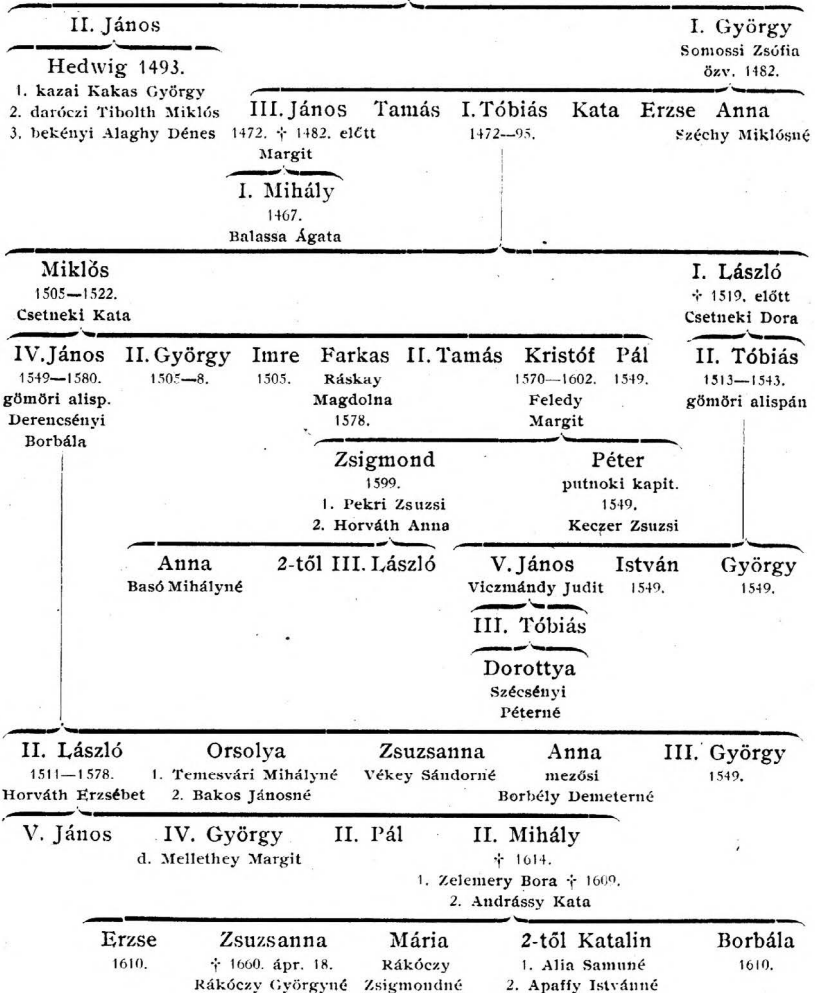 II. János I. György
Somossi Zsófia
Hedwig 1493. özv. 1482.
1. kazai Kakas György
2. daróczi Tibolth Miklós III. János Tamás I. Tóbiás Kata Erzse Anna
3. bekényi Alaghy Dénes 1472. † 1482. előtt 1472—95. Széchy Miklósné
Margit
I. Mihály
1467.
Balassa Ágata
Miklós I. László
1505—1522. † 1519. előtt
Csetneki Kata Csetneki Dora
IV. János II. György Imre Farkas II. Tamás Kristóf Pál II. Tóbiás
1549—1580. 1505—8. 1505. Ráskay 1570—1602. 1549. 1513—1543.
gömöri alisp. Magdolna Feledy gömöri alispán
Derencsényi 1578. Margit
Borbála
Zsigmond Péter
1599. putnoki kapit.
1. Pekri Zsuzsi 1549.
2. Horváth Anna Keczer Zsuzsi
Anna 2-től III. László V. János István György
Basó Mihályné Viczmándy Judit 1549. 1549.
III. Tóbiás
Dorottya
Szécsényi
Péterné
II. László Orsolya Zsuzsanna Anna III. György
1511—1578. 1. Temesvári Mihályné Vékey Sándorné mezősi 1549.
Horváth Erzsébet 2. Bakos Jánosné Borbély Demeterné
V. János IV. György II. Pál II. Mihály
d. Mellethey Margit † 1614.
1. Zelemery Bora † 1609.
2. Andrássy Kata
Erzse Zsuzsanna Mária 2-től Katalin Borbála
1610. † 1660. ápr. 18. Rákóczy 1. Alia Samuné 1610.
Rákóczy Györgyné Zsigmondné 2. Apaffy Istvánné